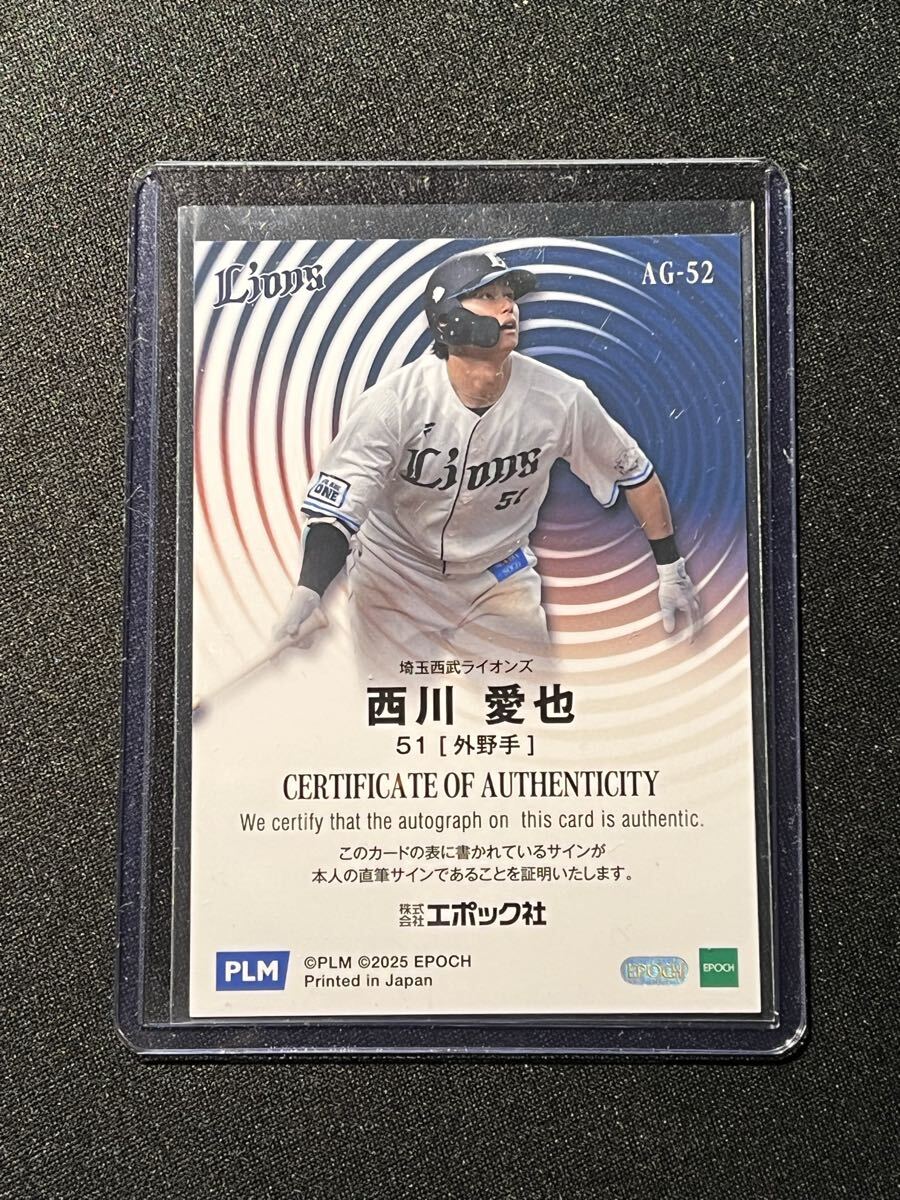 Lions
AG-52
L
Lions
51
ONE
埼玉西武ライオンズ
西川 愛也
51 [ 外野手 ]
CERTIFICATE OF AUTHENTICITY
We certify that the autograph on this card is authentic.
このカードの表に書かれているサインが
本人の直筆サインであることを証明いたします。
株式会社エポック社
PLM
©PLM ©2025 EPOCH
Printed in Japan
EPOCH
EPOCH